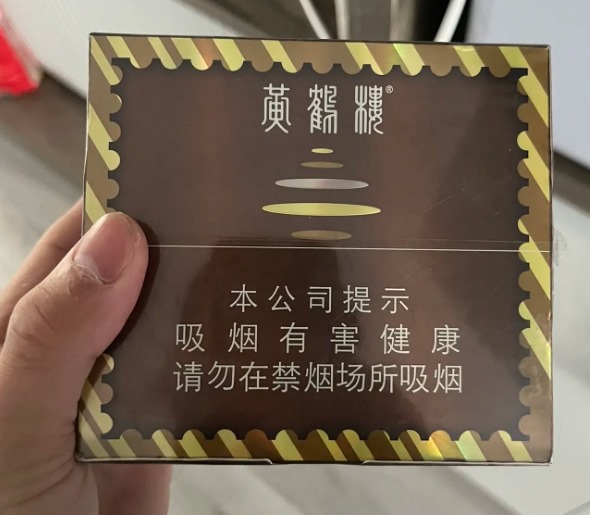 黄鹤楼®
本公司提示
吸烟有害健康
请勿在禁烟场所吸烟